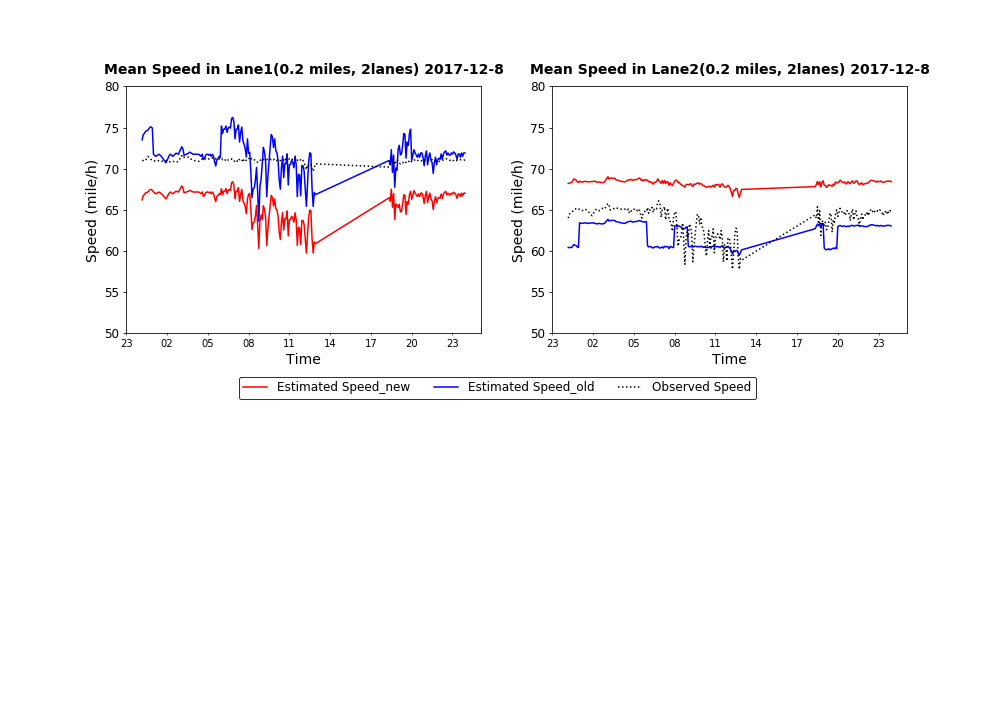 Mean Speed in Lane1(0.2 miles, 2lanes) 2017-12-8
80
75
70
65
60
55
50
Speed (mile/h)
23 02 05 08 11 14 17 20 23
Time
Mean Speed in Lane2(0.2 miles, 2lanes) 2017-12-8
80
75
70
65
60
55
50
Speed (mile/h)
23 02 05 08 11 14 17 20 23
Time
Estimated Speed_new Estimated Speed_old Observed Speed